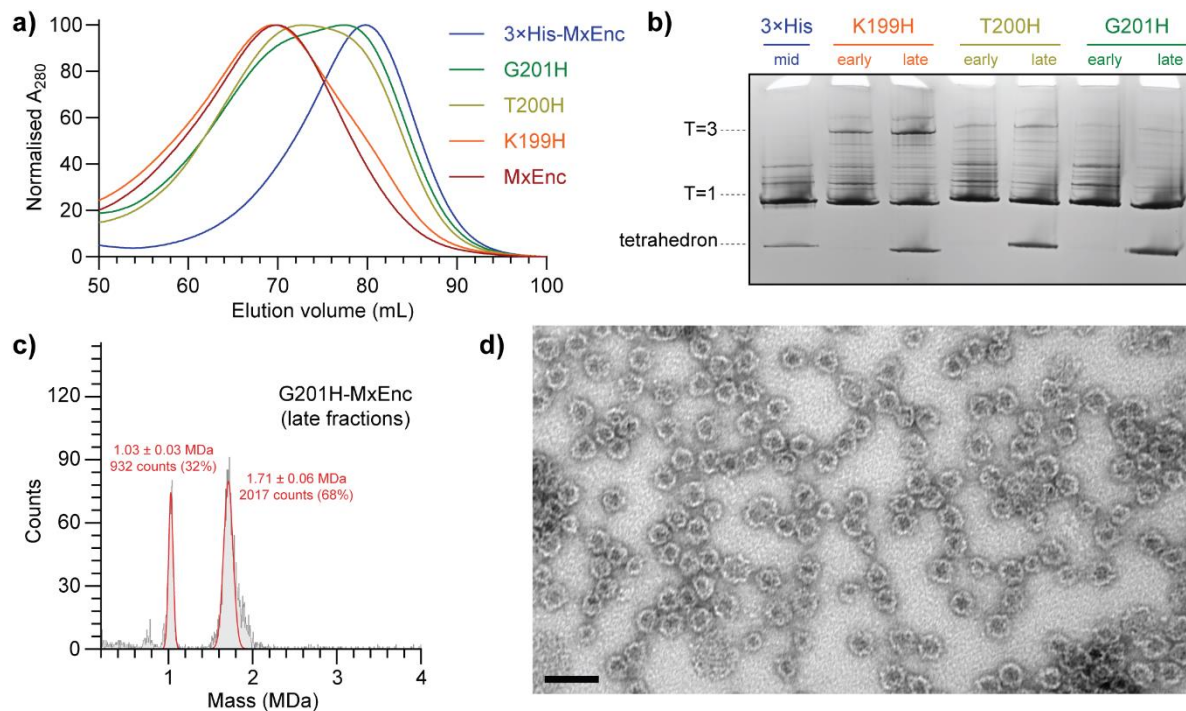 a)
Normalised A280
100
80
60
40
20
0
50
60
70
80
90
100
Elution volume (mL)
3×His-MxEnc
G201H
T200H
K199H
MxEnc
b)
3×His K199H T200H G201H
mid early late early late early late
T=3
T=1
tetrahedron
c)
Counts
120
90
60
30
0
1 2 3 4
Mass (MDa)
G201H-MxEnc
(late fractions)
1.03 ± 0.03 MDa
932 counts (32%)
1.71 ± 0.06 MDa
2017 counts (68%)
d)